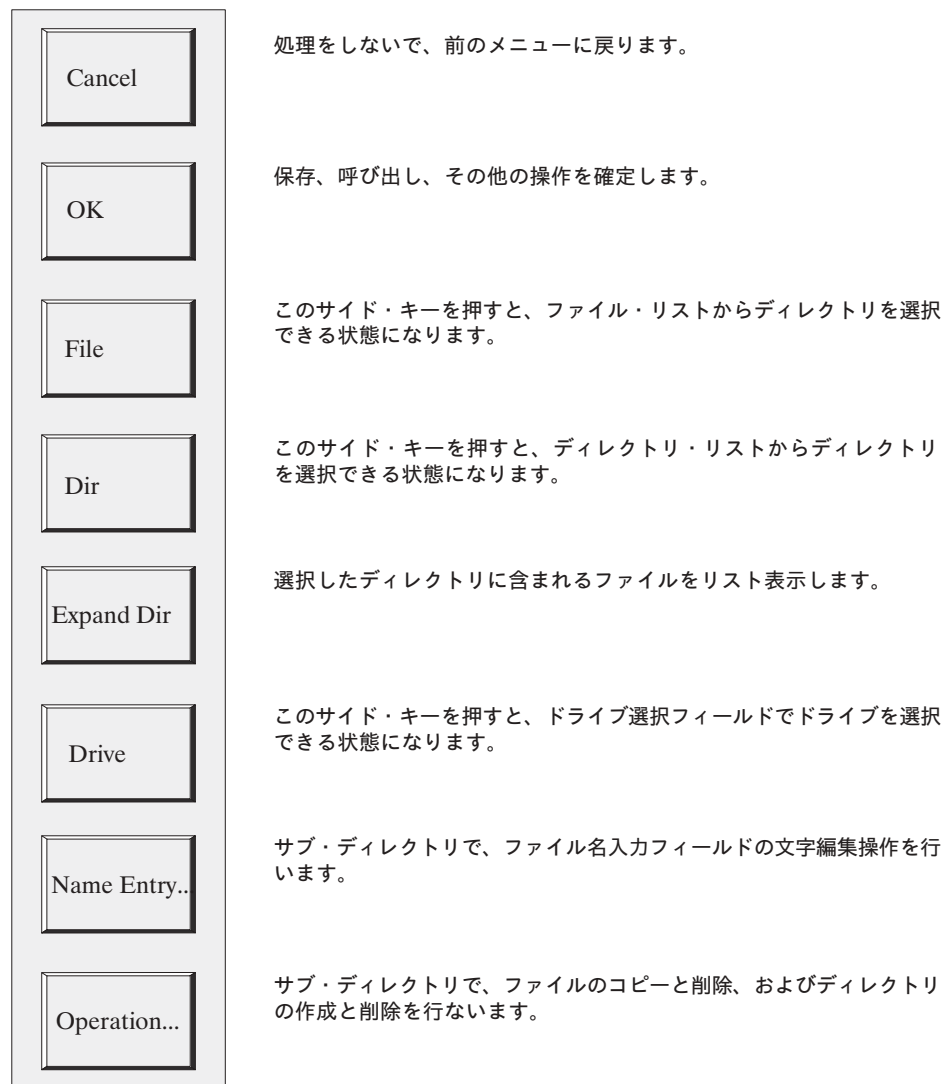 Cancel
処理をしないで、前のメニューに戻ります。
OK
保存、呼び出し、その他の操作を確定します。
File
このサイド・キーを押すと、ファイル・リストからディレクトリを選択
できる状態になります。
Dir
このサイド・キーを押すと、ディレクトリ・リストからディレクトリ
を選択できる状態になります。
Expand Dir
選択したディレクトリに含まれるファイルをリスト表示します。
Drive
このサイド・キーを押すと、ドライブ選択フィールドでドライブを選択
できる状態になります。
Name Entry...
サブ・ディレクトリで、ファイル名入力フィールドの文字編集操作を行
います。
Operation...
サブ・ディレクトリで、ファイルのコピーと削除、およびディレクトリ
の作成と削除を行ないます。